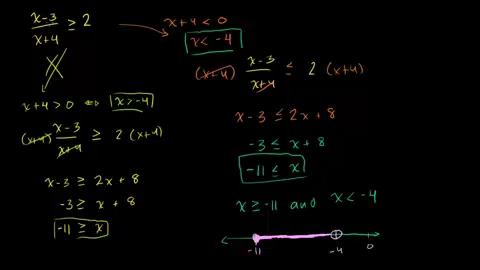 x-3/x+4 ≥ 2
x+4 > 0 ⟺ x > -4
(x+4) x-3/x+4 ≥ 2 (x+4)
x-3 ≥ 2x + 8
-3 ≥ x + 8
-11 ≥ x
x+4 < 0
x < -4
(x+4) x-3/x+4 ≤ 2 (x+4)
x-3 ≤ 2x + 8
-3 ≤ x + 8
-11 ≤ x
x ≥ -11 and x < -4
-11 -4 0